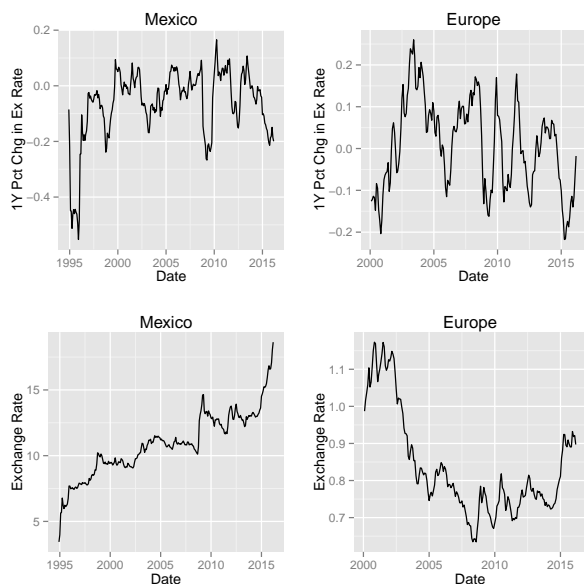 Mexico
1Y Pct Chg in Ex Rate
0.2
0.0
−0.2
−0.4
1995 2000 2005 2010 2015
Date
Europe
1Y Pct Chg in Ex Rate
0.2
0.1
0.0
−0.1
−0.2
2000 2005 2010 2015
Date
Mexico
Exchange Rate
15
10
5
1995 2000 2005 2010 2015
Date
Europe
Exchange Rate
1.1
1.0
0.9
0.8
0.7
2000 2005 2010 2015
Date